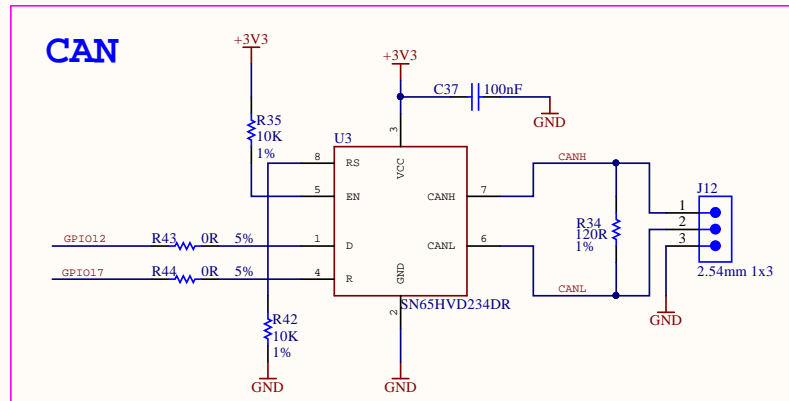 CAN
+3V3
+3V3
C37 100nF
GND
R35
10K
1%
U3
3
VCC
8 RS
5 EN
CANH 7
CANH
J12
1
2
3
R34
120R
1%
GPIO12 R43 0R 5% 1 D
CANL 6
GPIO17 R44 0R 5% 4 R
GND
2
CANL
2.54mm 1x3
SN65HVD234DR
R42
10K
1%
GND
GND
GND